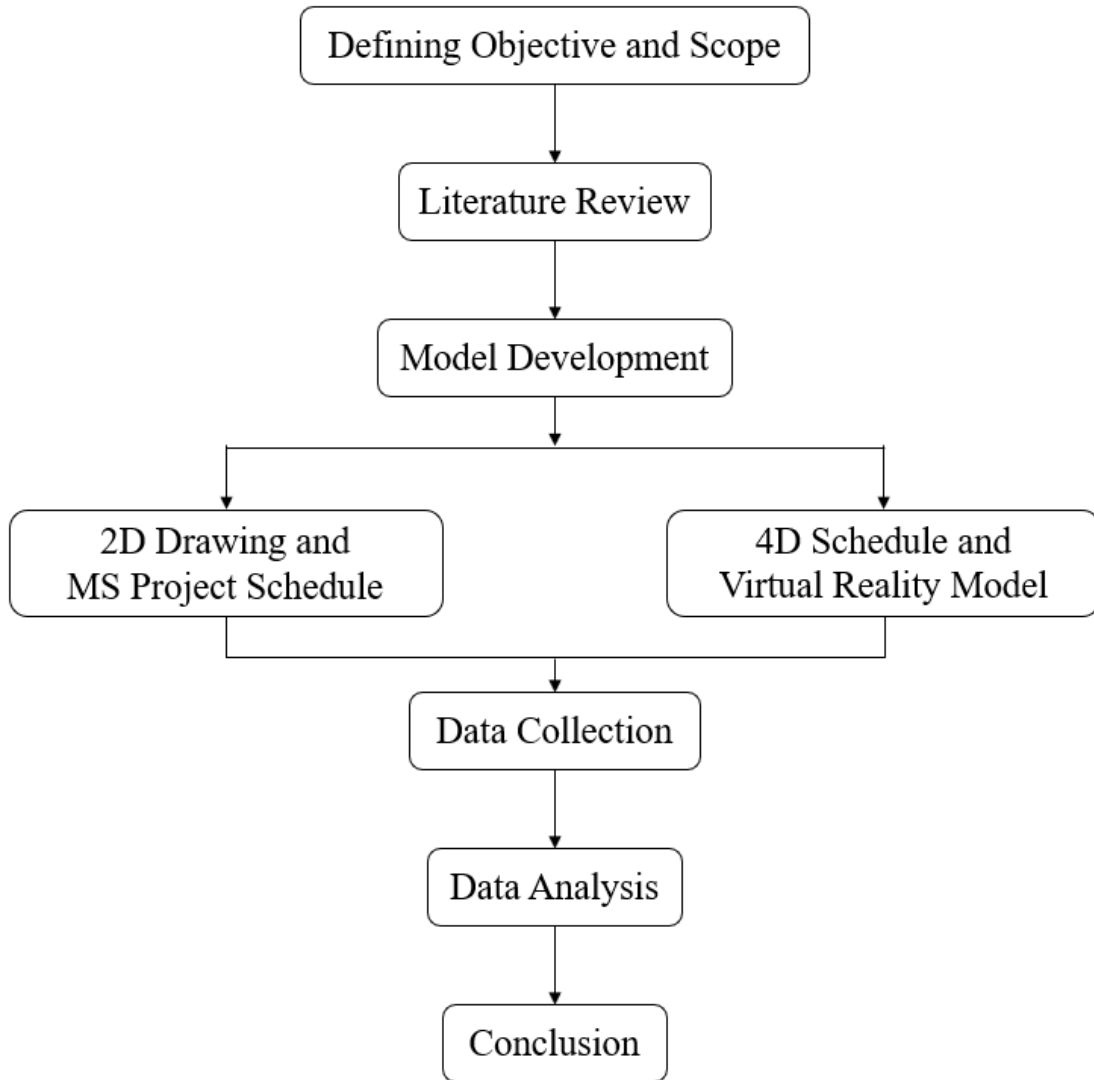 Defining Objective and Scope
Literature Review
Model Development
2D Drawing and
MS Project Schedule
4D Schedule and
Virtual Reality Model
Data Collection
Data Analysis
Conclusion